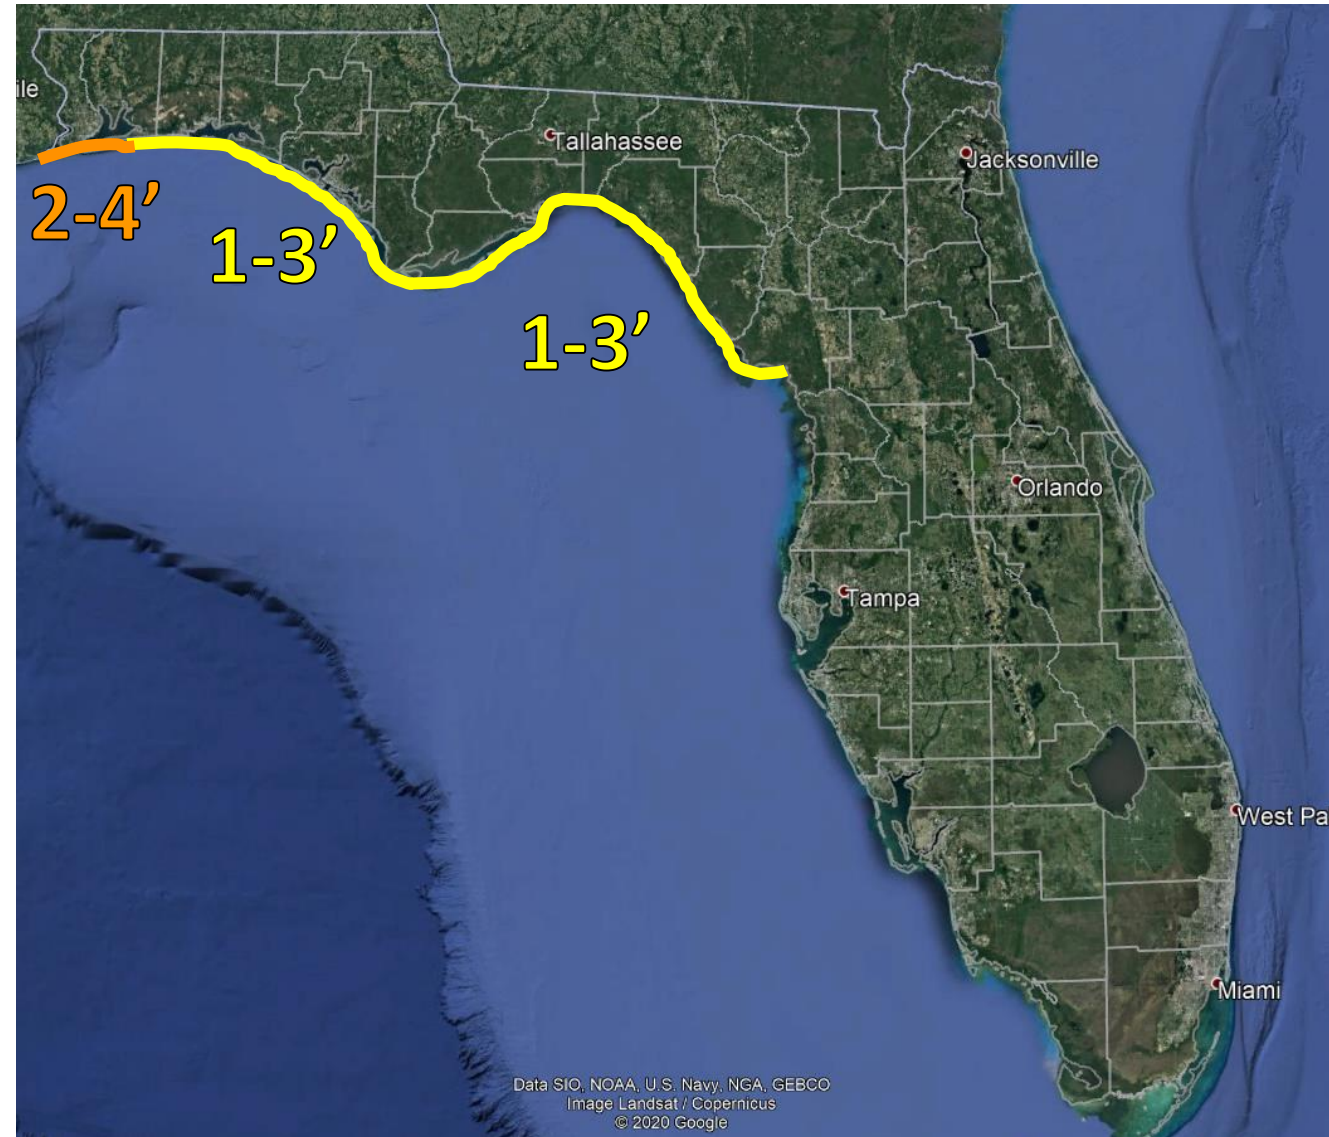 ile
Tallahassee
Jacksonville
2-4’
1-3’
1-3’
Orlando
Tampa
West Pa
Miami
Data SIO, NOAA, U.S. Navy, NGA, GEBCO
Image Landsat / Copernicus
© 2020 Google